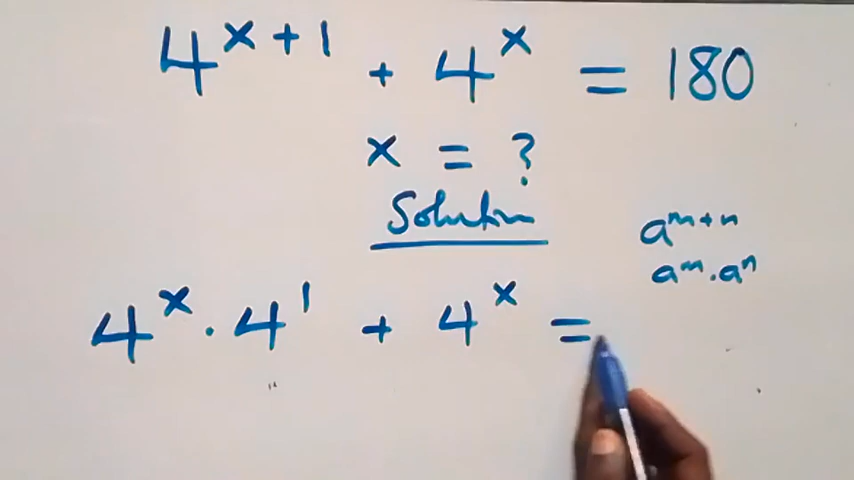 4^{x+1} + 4^x = 180
x = ?
Solution
a^{m+n}
a^m . a^n
4^x . 4^1 + 4^x =